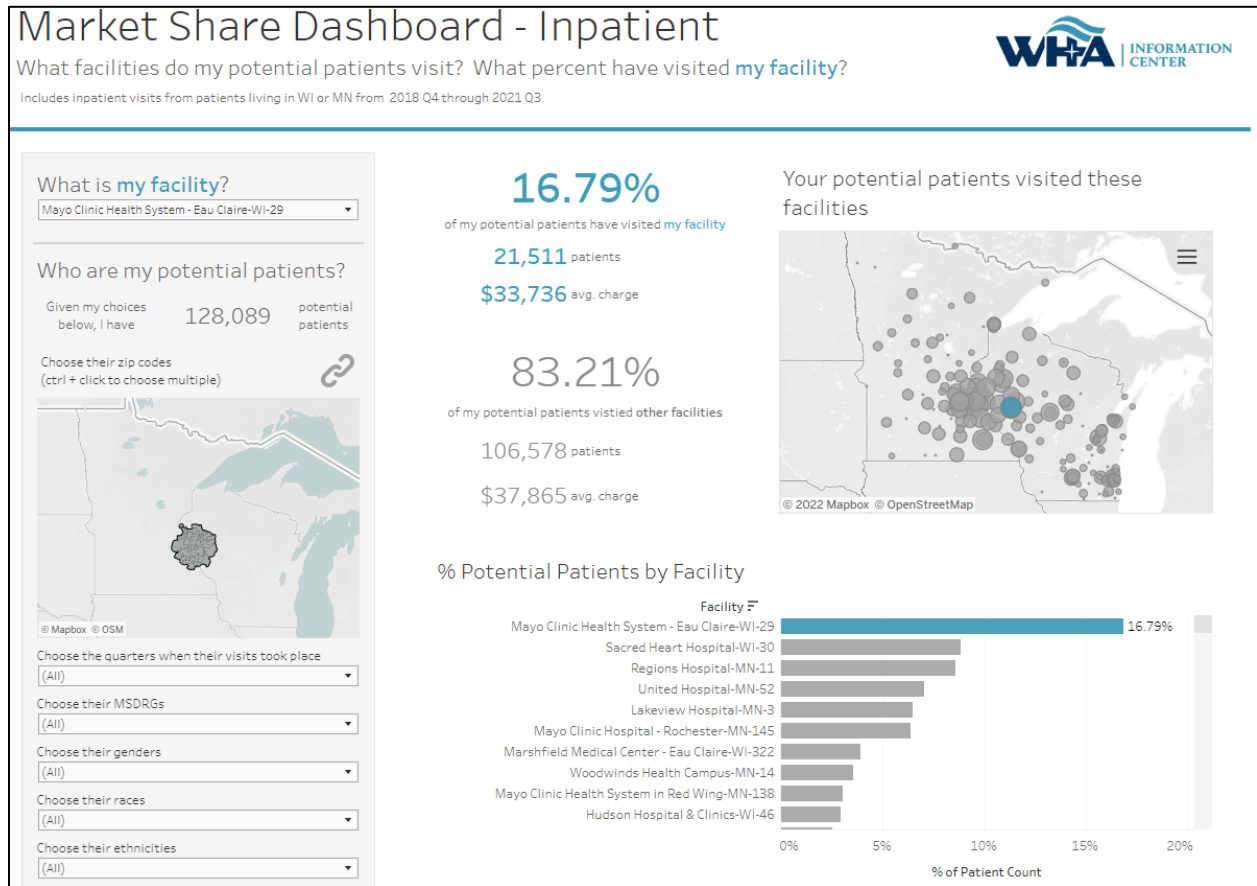 Market Share Dashboard - Inpatient
What facilities do my potential patients visit? What percent have visited my facility?
Includes inpatient visits from patients living in WI or MN from 2018 Q4 through 2021 Q3
WHA INFORMATION
CENTER
What is my facility?
Mayo Clinic Health System - Eau Claire-WI-29
Who are my potential patients?
Given my choices
below, I have
128,089
potential
patients
Choose their zip codes
(ctrl + click to choose multiple)
© Mapbox © OSM
Choose the quarters when their visits took place
(All)
Choose their MSDRGs
(All)
Choose their genders
(All)
Choose their races
(All)
Choose their ethnicities
(All)
16.79%
of my potential patients have visited my facility
21,511 patients
$33,736 avg. charge
83.21%
of my potential patients vistied other facilities
106,578 patients
$37,865 avg. charge
Your potential patients visited these
facilities
© 2022 Mapbox © OpenStreetMap
% Potential Patients by Facility
Facility
Mayo Clinic Health System - Eau Claire-WI-29
16.79%
Sacred Heart Hospital-WI-30
Regions Hospital-MN-11
United Hospital-MN-52
Lakeview Hospital-MN-3
Mayo Clinic Hospital - Rochester-MN-145
Marshfield Medical Center - Eau Claire-WI-322
Woodwinds Health Campus-MN-14
Mayo Clinic Health System in Red Wing-MN-138
Hudson Hospital & Clinics-WI-46
0% 5% 10% 15% 20%
% of Patient Count